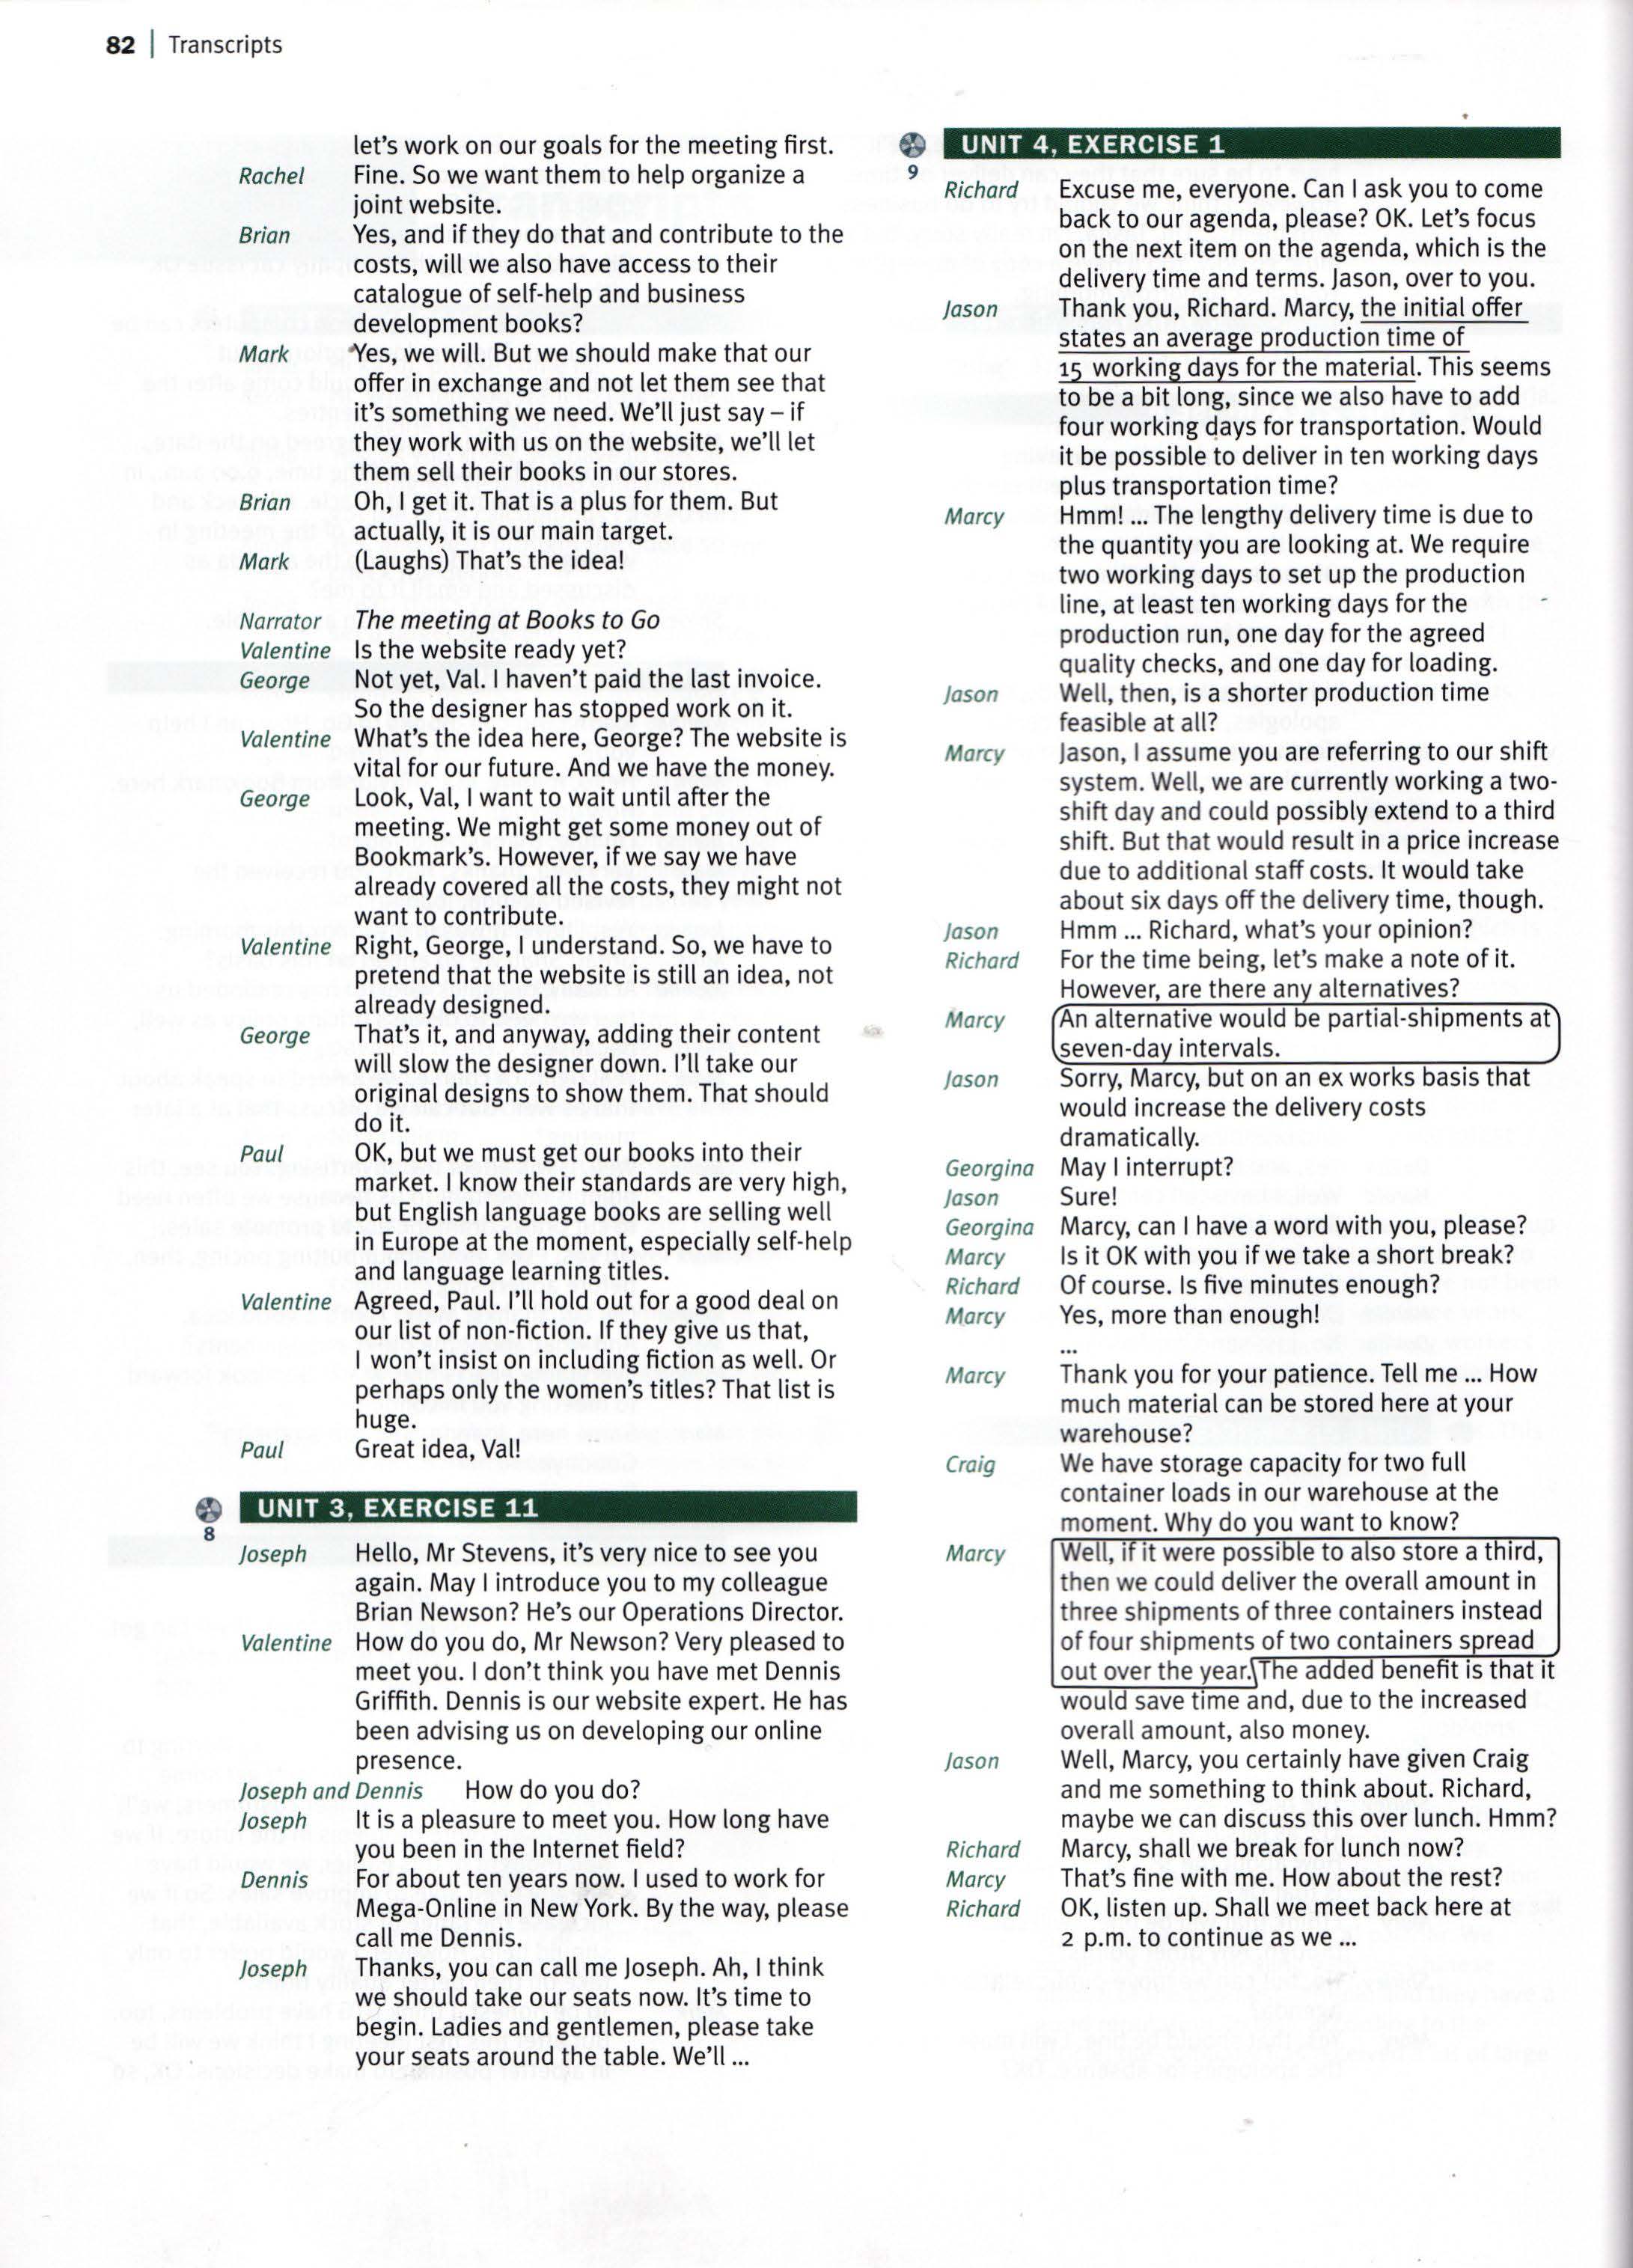 82 | Transcripts
let's work on our goals for the meeting first.
Rachel Fine. So we want them to help organize a
joint website.
Brian Yes, and if they do that and contribute to the
costs, will we also have access to their
catalogue of self-help and business
development books?
Mark Yes, we will. But we should make that our
offer in exchange and not let them see that
it's something we need. We'll just say – if
they work with us on the website, we'll let
them sell their books in our stores.
Brian Oh, I get it. That is a plus for them. But
actually, it is our main target.
Mark (Laughs) That's the idea!
Narrator The meeting at Books to Go
Valentine Is the website ready yet?
George Not yet, Val. I haven't paid the last invoice.
So the designer has stopped work on it.
Valentine What's the idea here, George? The website is
vital for our future. And we have the money.
George Look, Val, I want to wait until after the
meeting. We might get some money out of
Bookmark's. However, if we say we have
already covered all the costs, they might not
want to contribute.
Valentine Right, George, I understand. So, we have to
pretend that the website is still an idea, not
already designed.
George That's it, and anyway, adding their content
will slow the designer down. I'll take our
original designs to show them. That should
do it.
Paul OK, but we must get our books into their
market. I know their standards are very high,
but English language books are selling well
in Europe at the moment, especially self-help
and language learning titles.
Valentine Agreed, Paul. I'll hold out for a good deal on
our list of non-fiction. If they give us that,
I won't insist on including fiction as well. Or
perhaps only the women's titles? That list is
huge.
Paul Great idea, Val!
UNIT 3, EXERCISE 11
8
Joseph Hello, Mr Stevens, it's very nice to see you
again. May I introduce you to my colleague
Brian Newson? He's our Operations Director.
Valentine How do you do, Mr Newson? Very pleased to
meet you. I don't think you have met Dennis
Griffith. Dennis is our website expert. He has
been advising us on developing our online
presence.
Joseph and Dennis How do you do?
Joseph It is a pleasure to meet you. How long have
you been in the Internet field?
Dennis For about ten years now. I used to work for
Mega-Online in New York. By the way, please
call me Dennis.
Joseph Thanks, you can call me Joseph. Ah, I think
we should take our seats now. It's time to
begin. Ladies and gentlemen, please take
your seats around the table. We'll ...
UNIT 4, EXERCISE 1
9
Richard Excuse me, everyone. Can I ask you to come
back to our agenda, please? OK. Let's focus
on the next item on the agenda, which is the
delivery time and terms. Jason, over to you.
Jason Thank you, Richard. Marcy, the initial offer
states an average production time of
15 working days for the material. This seems
to be a bit long, since we also have to add
four working days for transportation. Would
it be possible to deliver in ten working days
plus transportation time?
Marcy Hmm! ... The lengthy delivery time is due to
the quantity you are looking at. We require
two working days to set up the production
line, at least ten working days for the
production run, one day for the agreed
quality checks, and one day for loading.
Jason Well, then, is a shorter production time
feasible at all?
Marcy Jason, I assume you are referring to our shift
system. Well, we are currently working a two-
shift day and could possibly extend to a third
shift. But that would result in a price increase
due to additional staff costs. It would take
about six days off the delivery time, though.
Jason Hmm ... Richard, what's your opinion?
Richard For the time being, let's make a note of it.
However, are there any alternatives?
Marcy An alternative would be partial-shipments at
seven-day intervals.
Jason Sorry, Marcy, but on an ex works basis that
would increase the delivery costs
dramatically.
Georgina May I interrupt?
Jason Sure!
Georgina Marcy, can I have a word with you, please?
Marcy Is it OK with you if we take a short break?
Richard Of course. Is five minutes enough?
Marcy Yes, more than enough!
...
Marcy Thank you for your patience. Tell me ... How
much material can be stored here at your
warehouse?
Craig We have storage capacity for two full
container loads in our warehouse at the
moment. Why do you want to know?
Marcy Well, if it were possible to also store a third,
then we could deliver the overall amount in
three shipments of three containers instead
of four shipments of two containers spread
out over the year. The added benefit is that it
would save time and, due to the increased
overall amount, also money.
Jason Well, Marcy, you certainly have given Craig
and me something to think about. Richard,
maybe we can discuss this over lunch. Hmm?
Richard Marcy, shall we break for lunch now?
Marcy That's fine with me. How about the rest?
Richard OK, listen up. Shall we meet back here at
2 p.m. to continue as we ...